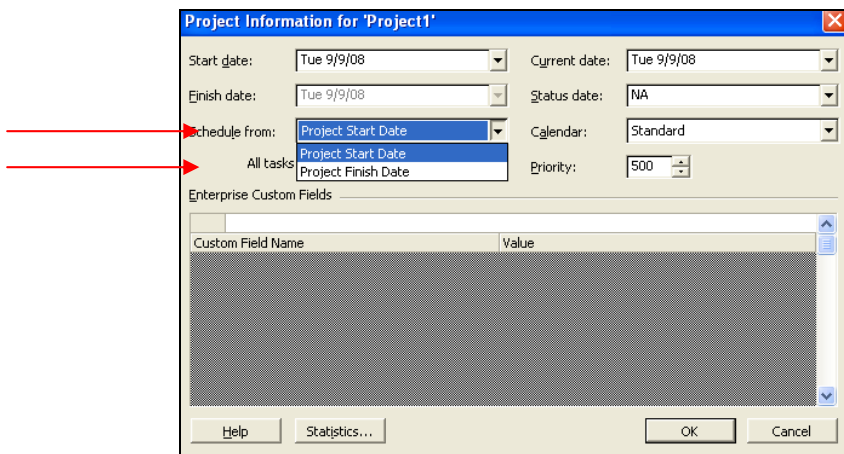 Project Information for 'Project1'
Start date: Tue 9/9/08 Current date: Tue 9/9/08
Finish date: Tue 9/9/08 Status date: NA
Schedule from: Project Start Date Calendar: Standard
All tasks Project Start Date Priority: 500
Project Finish Date
Enterprise Custom Fields
Custom Field Name Value
Help Statistics... OK Cancel